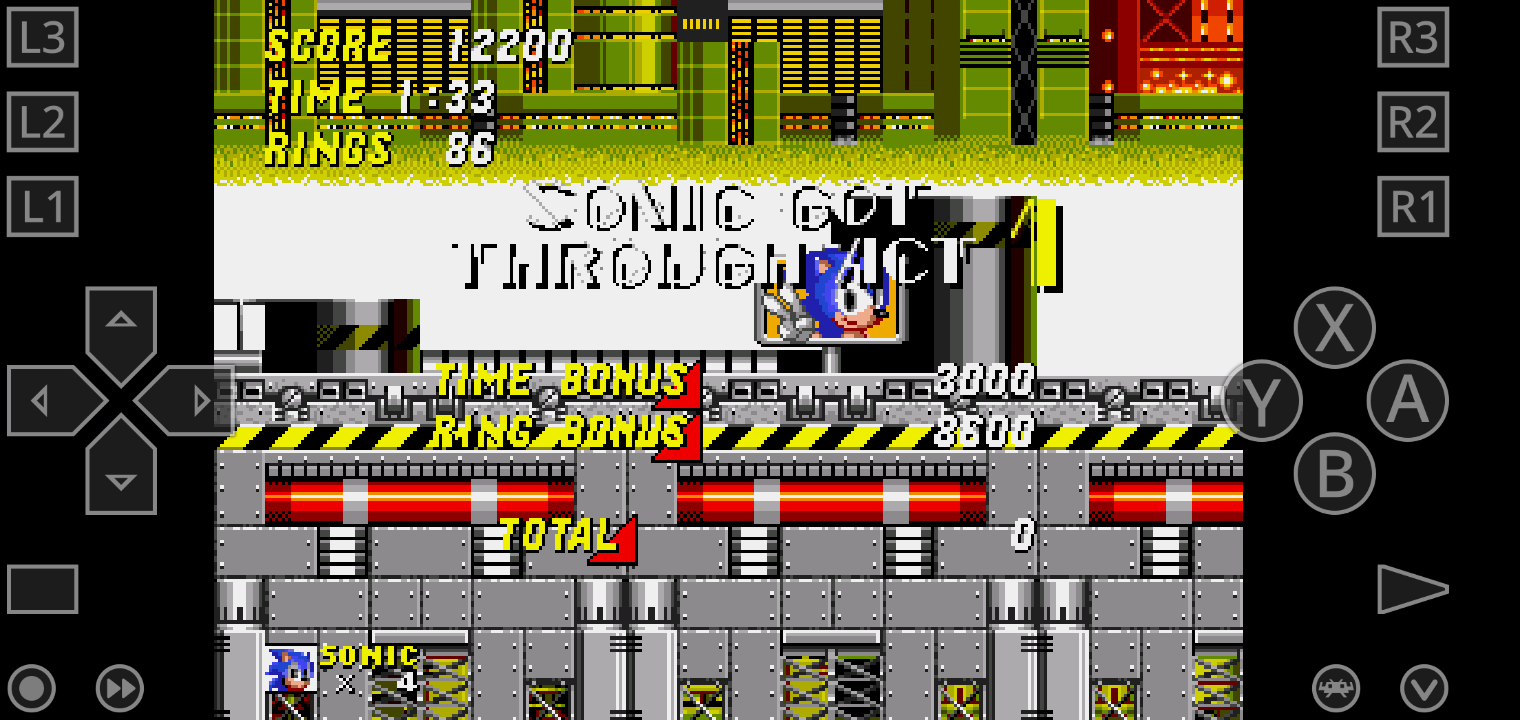 L3
R3
SCORE 12200
L2
R2
TIME 1:33
RINGS 86
L1
R1
SONIC GOT
THROUGH ACT 1
X
TIME BONUS 3000
Y
A
RING BONUS 8600
B
TOTAL 0
SONIC
× 4